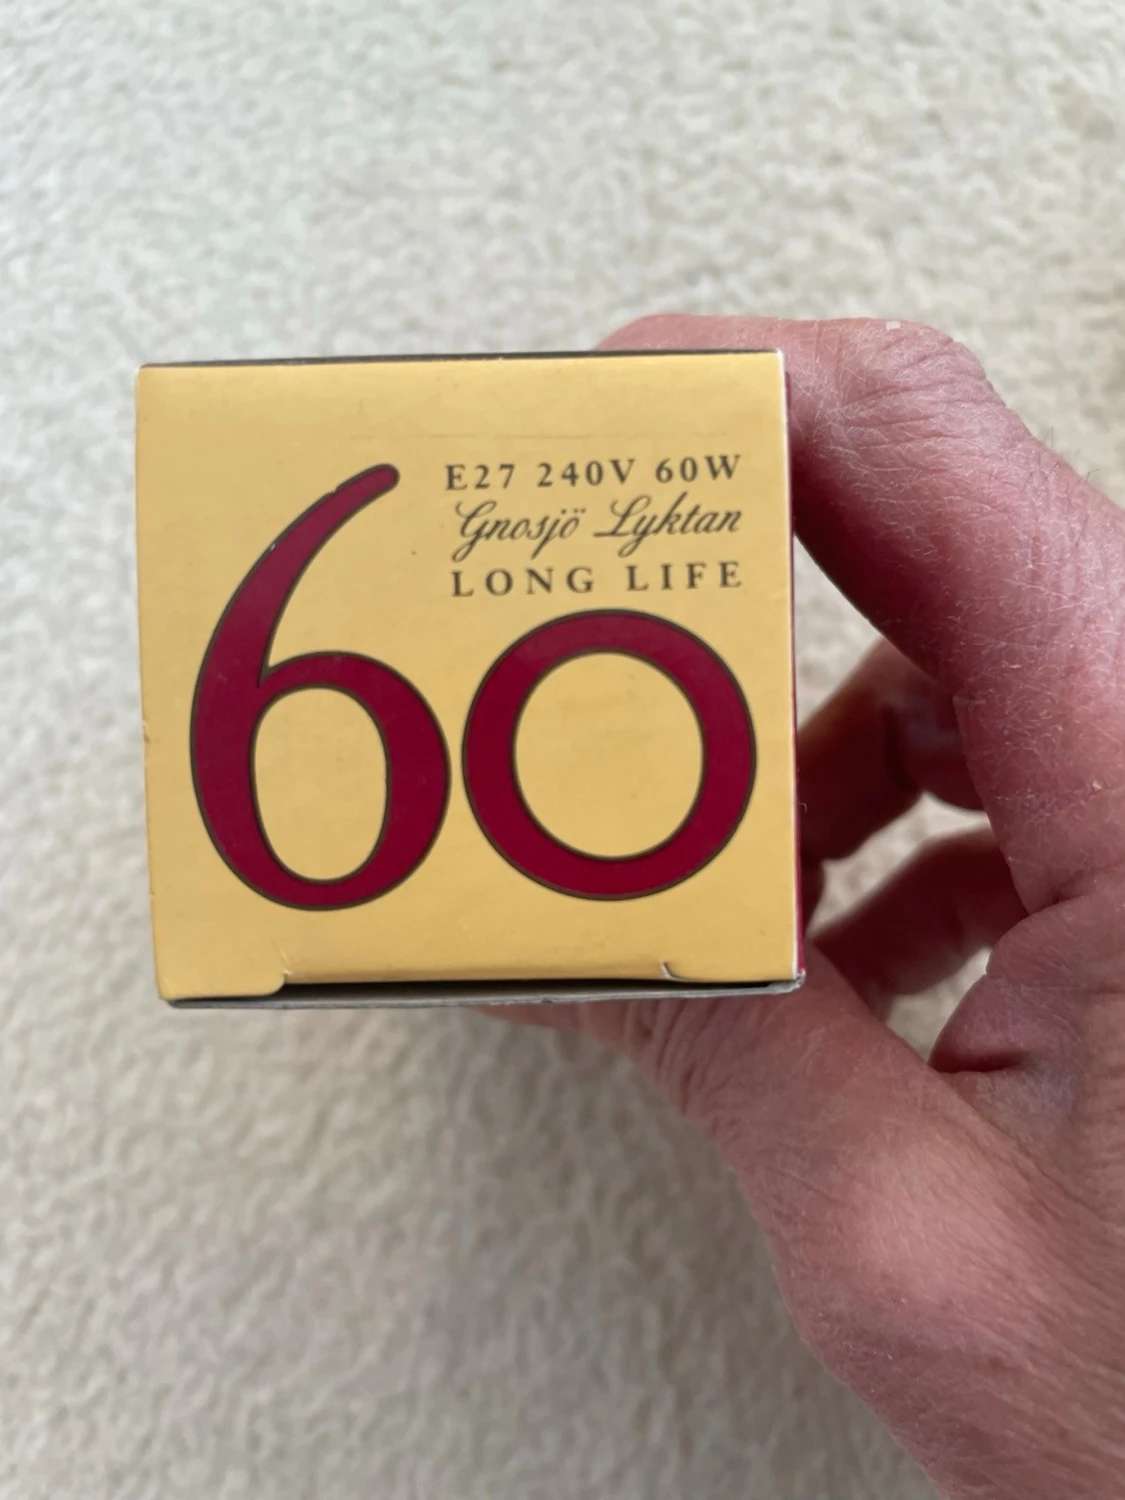 E27 240V 60W
Gnosjö Lyktan
LONG LIFE
60